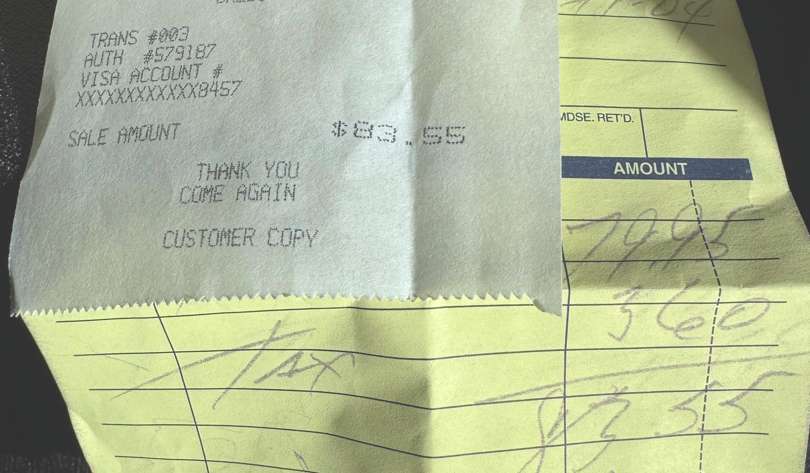 TRANS #003
AUTH #579187
VISA ACCOUNT #
XXXXXXXXXXXX8457
SALE AMOUNT $83.55
THANK YOU
COME AGAIN
CUSTOMER COPY
MDSE. RET'D.
AMOUNT
79.95
3 60
Tax
83 55